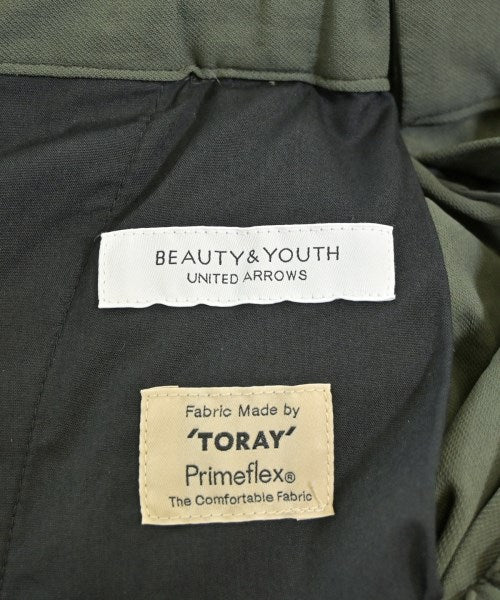 BEAUTY&YOUTH
UNITED ARROWS
Fabric Made by
'TORAY'
Primeflex®
The Comfortable Fabric